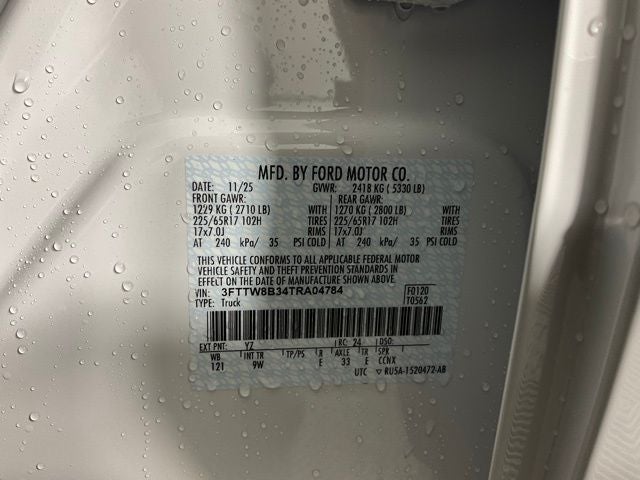 MFD. BY FORD MOTOR CO.
DATE: 11/25 GVWR: 2418 KG ( 5330 LB)
FRONT GAWR: REAR GAWR:
1229 KG ( 2710 LB) WITH 1270 KG ( 2800 LB) WITH
225/65R17 102H TIRES 225/65R17 102H TIRES
17x7.0J RIMS 17x7.0J RIMS
AT 240 kPa/ 35 PSI COLD AT 240 kPa/ 35 PSI COLD
THIS VEHICLE CONFORMS TO ALL APPLICABLE FEDERAL MOTOR
VEHICLE SAFETY AND THEFT PREVENTION STANDARDS IN
EFFECT ON THE DATE OF MANUFACTURE SHOWN ABOVE.
VIN: 3FTTW8B34TRA04784 F0120
TYPE: Truck T0562
EXT PNT: YZ RC: 24 DSO:
WB INT TR TP/PS R AXLE TR SPR
121 9W E 33 E CCNX
UTC RU5A-1520472-AB